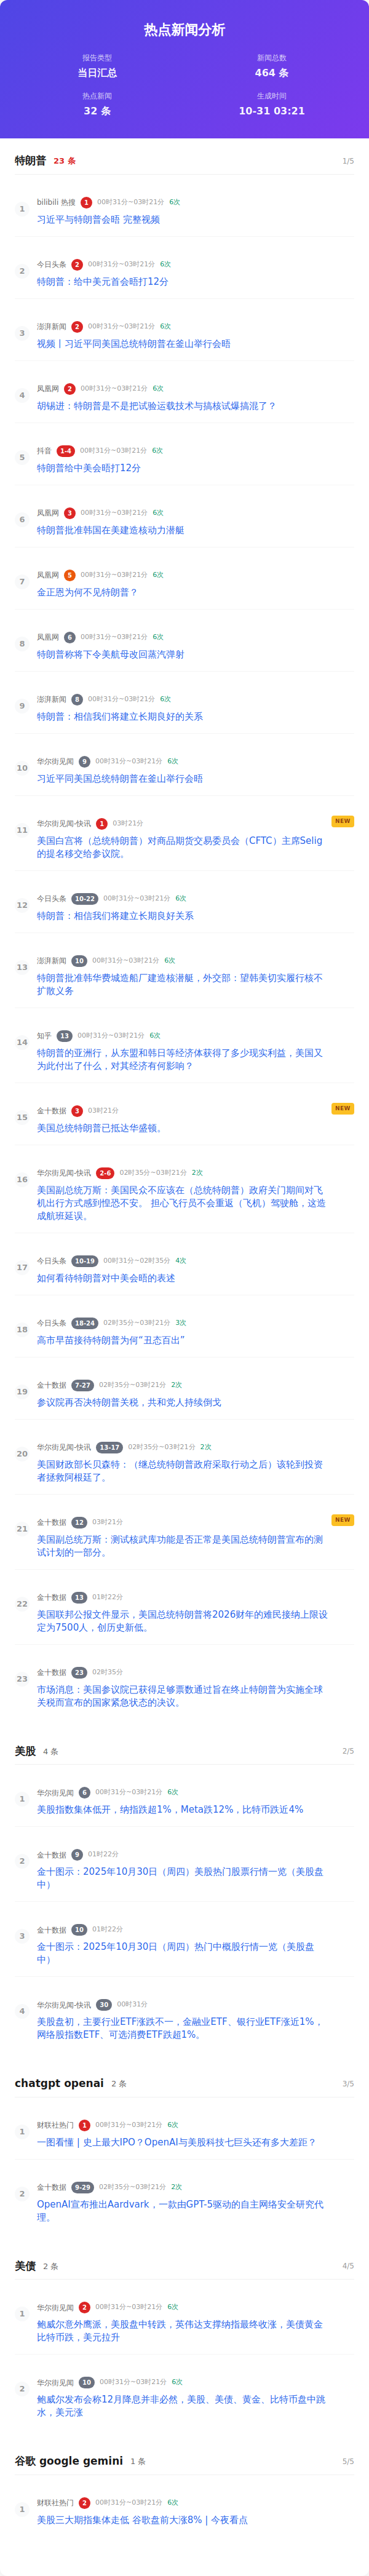 热点新闻分析
报告类型
当日汇总
新闻总数
464 条
热点新闻
32 条
生成时间
10-31 03:21
特朗普 23 条 1/5
1 bilibili 热搜 1 00时31分~03时21分 6次
习近平与特朗普会晤 完整视频
2 今日头条 2 00时31分~03时21分 6次
特朗普：给中美元首会晤打12分
3 澎湃新闻 2 00时31分~03时21分 6次
视频丨习近平同美国总统特朗普在釜山举行会晤
4 凤凰网 2 00时31分~03时21分 6次
胡锡进：特朗普是不是把试验运载技术与搞核试爆搞混了？
5 抖音 1-4 00时31分~03时21分 6次
特朗普给中美会晤打12分
6 凤凰网 3 00时31分~03时21分 6次
特朗普批准韩国在美建造核动力潜艇
7 凤凰网 5 00时31分~03时21分 6次
金正恩为何不见特朗普？
8 凤凰网 6 00时31分~03时21分 6次
特朗普称将下令美航母改回蒸汽弹射
9 澎湃新闻 8 00时31分~03时21分 6次
特朗普：相信我们将建立长期良好的关系
10 华尔街见闻 9 00时31分~03时21分 6次
习近平同美国总统特朗普在釜山举行会晤
11 华尔街见闻-快讯 1 03时21分 NEW
美国白宫将（总统特朗普）对商品期货交易委员会（CFTC）主席Selig
的提名移交给参议院。
12 今日头条 10-22 00时31分~03时21分 6次
特朗普：相信我们将建立长期良好关系
13 澎湃新闻 10 00时31分~03时21分 6次
特朗普批准韩华费城造船厂建造核潜艇，外交部：望韩美切实履行核不
扩散义务
14 知乎 13 00时31分~03时21分 6次
特朗普的亚洲行，从东盟和韩日等经济体获得了多少现实利益，美国又
为此付出了什么，对其经济有何影响？
15 金十数据 3 03时21分 NEW
美国总统特朗普已抵达华盛顿。
16 华尔街见闻-快讯 2-6 02时35分~03时21分 2次
美国副总统万斯：美国民众不应该在（总统特朗普）政府关门期间对飞
机出行方式感到惶恐不安。 担心飞行员不会重返（飞机）驾驶舱，这造
成航班延误。
17 今日头条 10-19 00时31分~02时35分 4次
如何看待特朗普对中美会晤的表述
18 今日头条 18-24 02时35分~03时21分 3次
高市早苗接待特朗普为何“丑态百出”
19 金十数据 7-27 02时35分~03时21分 2次
参议院再否决特朗普关税，共和党人持续倒戈
20 华尔街见闻-快讯 13-17 02时35分~03时21分 2次
美国财政部长贝森特：（继总统特朗普政府采取行动之后）该轮到投资
者拯救阿根廷了。
21 金十数据 12 03时21分 NEW
美国副总统万斯：测试核武库功能是否正常是美国总统特朗普宣布的测
试计划的一部分。
22 金十数据 13 01时22分
美国联邦公报文件显示，美国总统特朗普将2026财年的难民接纳上限设
定为7500人，创历史新低。
23 金十数据 23 02时35分
市场消息：美国参议院已获得足够票数通过旨在终止特朗普为实施全球
关税而宣布的国家紧急状态的决议。
美股 4 条 2/5
1 华尔街见闻 6 00时31分~03时21分 6次
美股指数集体低开，纳指跌超1%，Meta跌12%，比特币跌近4%
2 金十数据 9 01时22分
金十图示：2025年10月30日（周四）美股热门股票行情一览（美股盘
中）
3 金十数据 10 01时22分
金十图示：2025年10月30日（周四）热门中概股行情一览（美股盘
中）
4 华尔街见闻-快讯 30 00时31分
美股盘初，主要行业ETF涨跌不一，金融业ETF、银行业ETF涨近1%，
网络股指数ETF、可选消费ETF跌超1%。
chatgpt openai 2 条 3/5
1 财联社热门 1 00时31分~03时21分 6次
一图看懂 | 史上最大IPO？OpenAI与美股科技七巨头还有多大差距？
2 金十数据 9-29 02时35分~03时21分 2次
OpenAI宣布推出Aardvark，一款由GPT-5驱动的自主网络安全研究代
理。
美债 2 条 4/5
1 华尔街见闻 2 00时31分~03时21分 6次
鲍威尔意外鹰派，美股盘中转跌，英伟达支撑纳指最终收涨，美债黄金
比特币跌，美元拉升
2 华尔街见闻 10 00时31分~03时21分 6次
鲍威尔发布会称12月降息并非必然，美股、美债、黄金、比特币盘中跳
水，美元涨
谷歌 google gemini 1 条 5/5
1 财联社热门 2 00时31分~03时21分 6次
美股三大期指集体走低 谷歌盘前大涨8% | 今夜看点